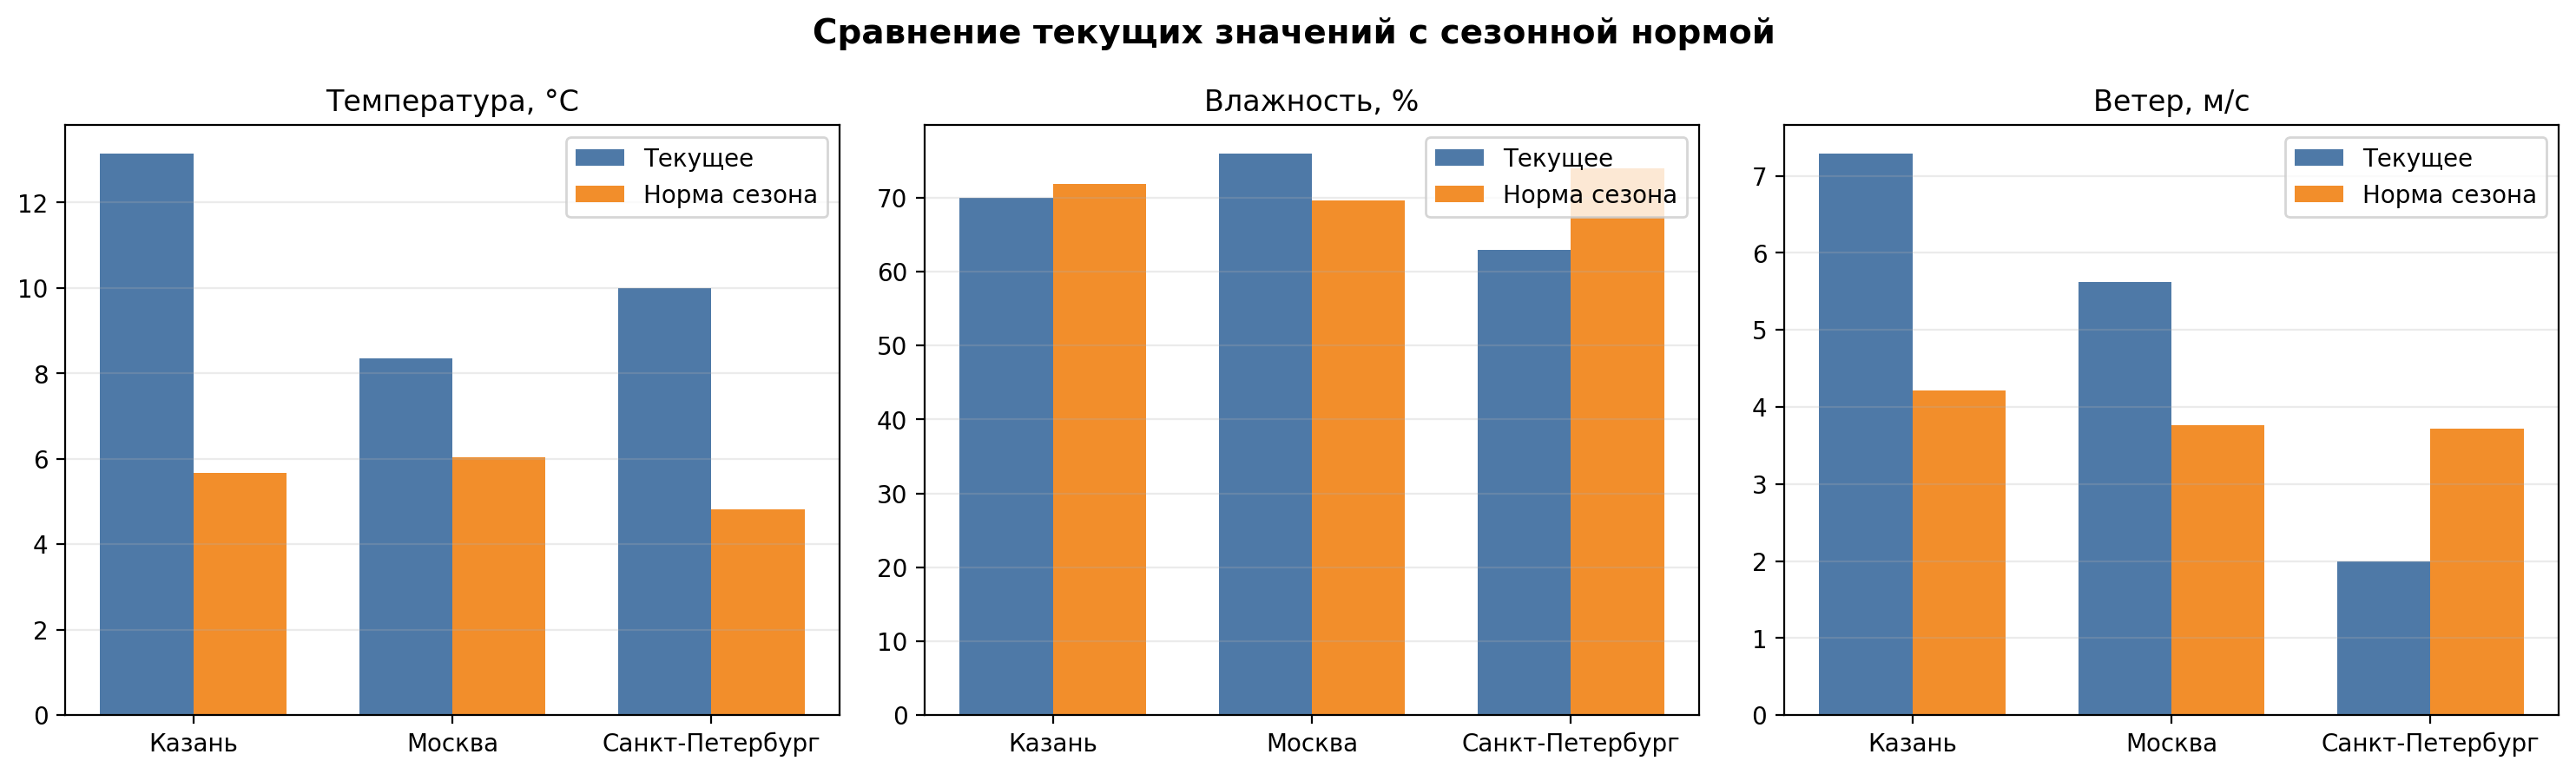 Сравнение текущих значений с сезонной нормой
Температура, °C
Текущее
Норма сезона
12
10
8
6
4
2
0
Казань
Москва
Санкт-Петербург
Влажность, %
Текущее
Норма сезона
70
60
50
40
30
20
10
0
Казань
Москва
Санкт-Петербург
Ветер, м/с
Текущее
Норма сезона
7
6
5
4
3
2
1
0
Казань
Москва
Санкт-Петербург